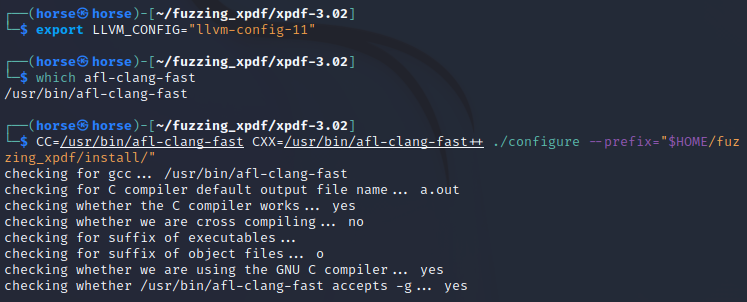 ┌──(horse㉿horse)-[~/fuzzing_xpdf/xpdf-3.02]
└─$ export LLVM_CONFIG="llvm-config-11"
┌──(horse㉿horse)-[~/fuzzing_xpdf/xpdf-3.02]
└─$ which afl-clang-fast
/usr/bin/afl-clang-fast
┌──(horse㉿horse)-[~/fuzzing_xpdf/xpdf-3.02]
└─$ CC=/usr/bin/afl-clang-fast CXX=/usr/bin/afl-clang-fast++ ./configure --prefix="$HOME/fuz
zing_xpdf/install/"
checking for gcc... /usr/bin/afl-clang-fast
checking for C compiler default output file name... a.out
checking whether the C compiler works... yes
checking whether we are cross compiling... no
checking for suffix of executables...
checking for suffix of object files... o
checking whether we are using the GNU C compiler... yes
checking whether /usr/bin/afl-clang-fast accepts -g... yes